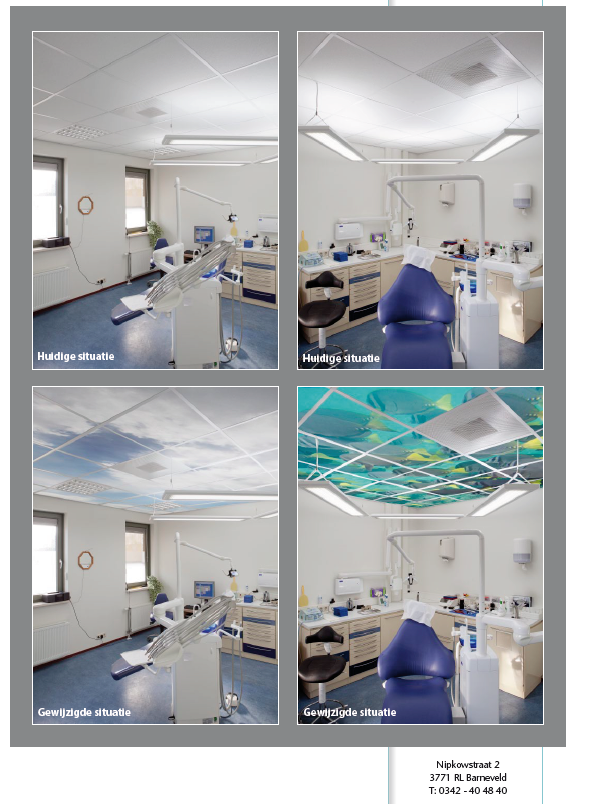 Huidige situatie
Huidige situatie
Gewijzigde situatie
Gewijzigde situatie
Nipkowstraat 2
3771 RL Barneveld
T: 0342 - 40 48 40